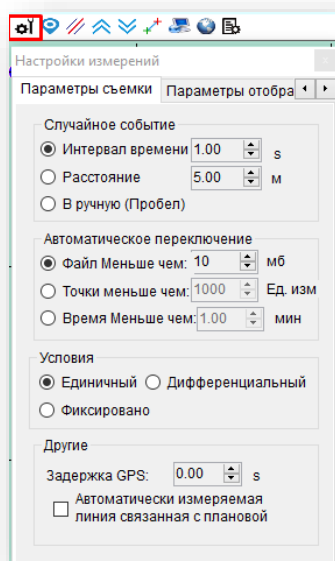 Настройки измерений
Параметры съемки Параметры отобра
Случайное событие
Интервал времени 1.00 s
Расстояние 5.00 м
В ручную (Пробел)
Автоматическое переключение
Файл Меньше чем: 10 мб
Точки меньше чем: 1000 Ед. изм
Время Меньше чем: 1.00 мин
Условия
Единичный Дифференциальный
Фиксировано
Другие
Задержка GPS: 0.00 s
Автоматически измеряемая
линия связанная с плановой